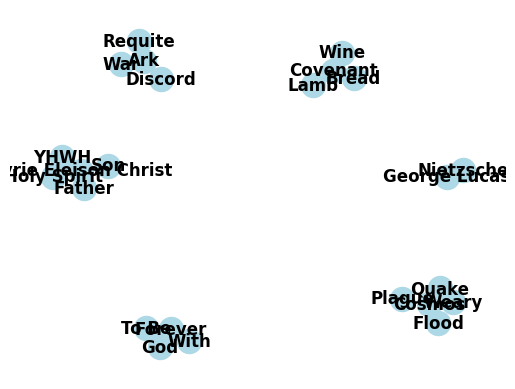 Requite
Ark
War
Discord
Wine
Covenant
Bread
Lamb
YHWH
Son
yrie Eleison Christ
Holy Spirit
Father
Nietzsche
George Lucas
Quake
Plague
Cosmos
Weary
Flood
To Be
Forever
With
God